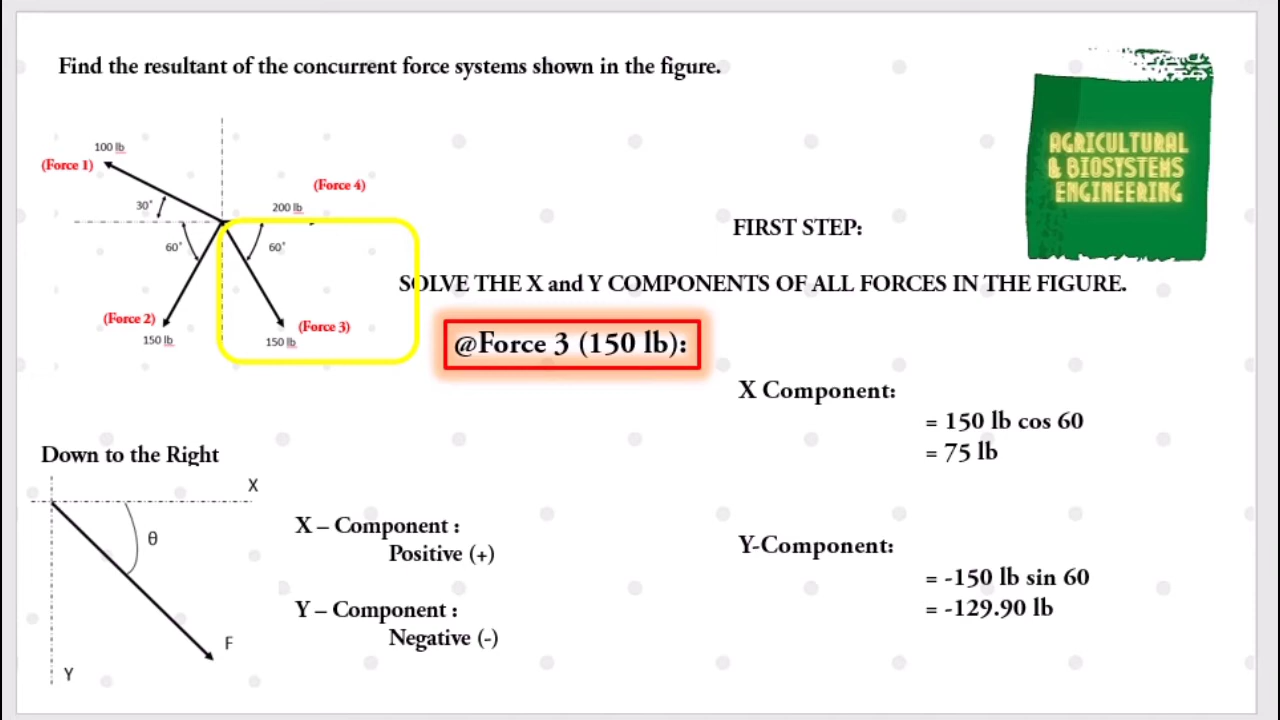 Find the resultant of the concurrent force systems shown in the figure.
AGRICULTURAL
& BIOSYSTEMS
ENGINEERING
100 lb
(Force 1)
(Force 4)
30°
200 lb
60°
60°
(Force 2)
(Force 3)
150 lb
150 lb
FIRST STEP:
SOLVE THE X and Y COMPONENTS OF ALL FORCES IN THE FIGURE.
@Force 3 (150 lb):
X Component:
= 150 lb cos 60
= 75 lb
Down to the Right
X
θ
F
Y
X – Component :
Positive (+)
Y – Component :
Negative (-)
Y-Component:
= -150 lb sin 60
= -129.90 lb